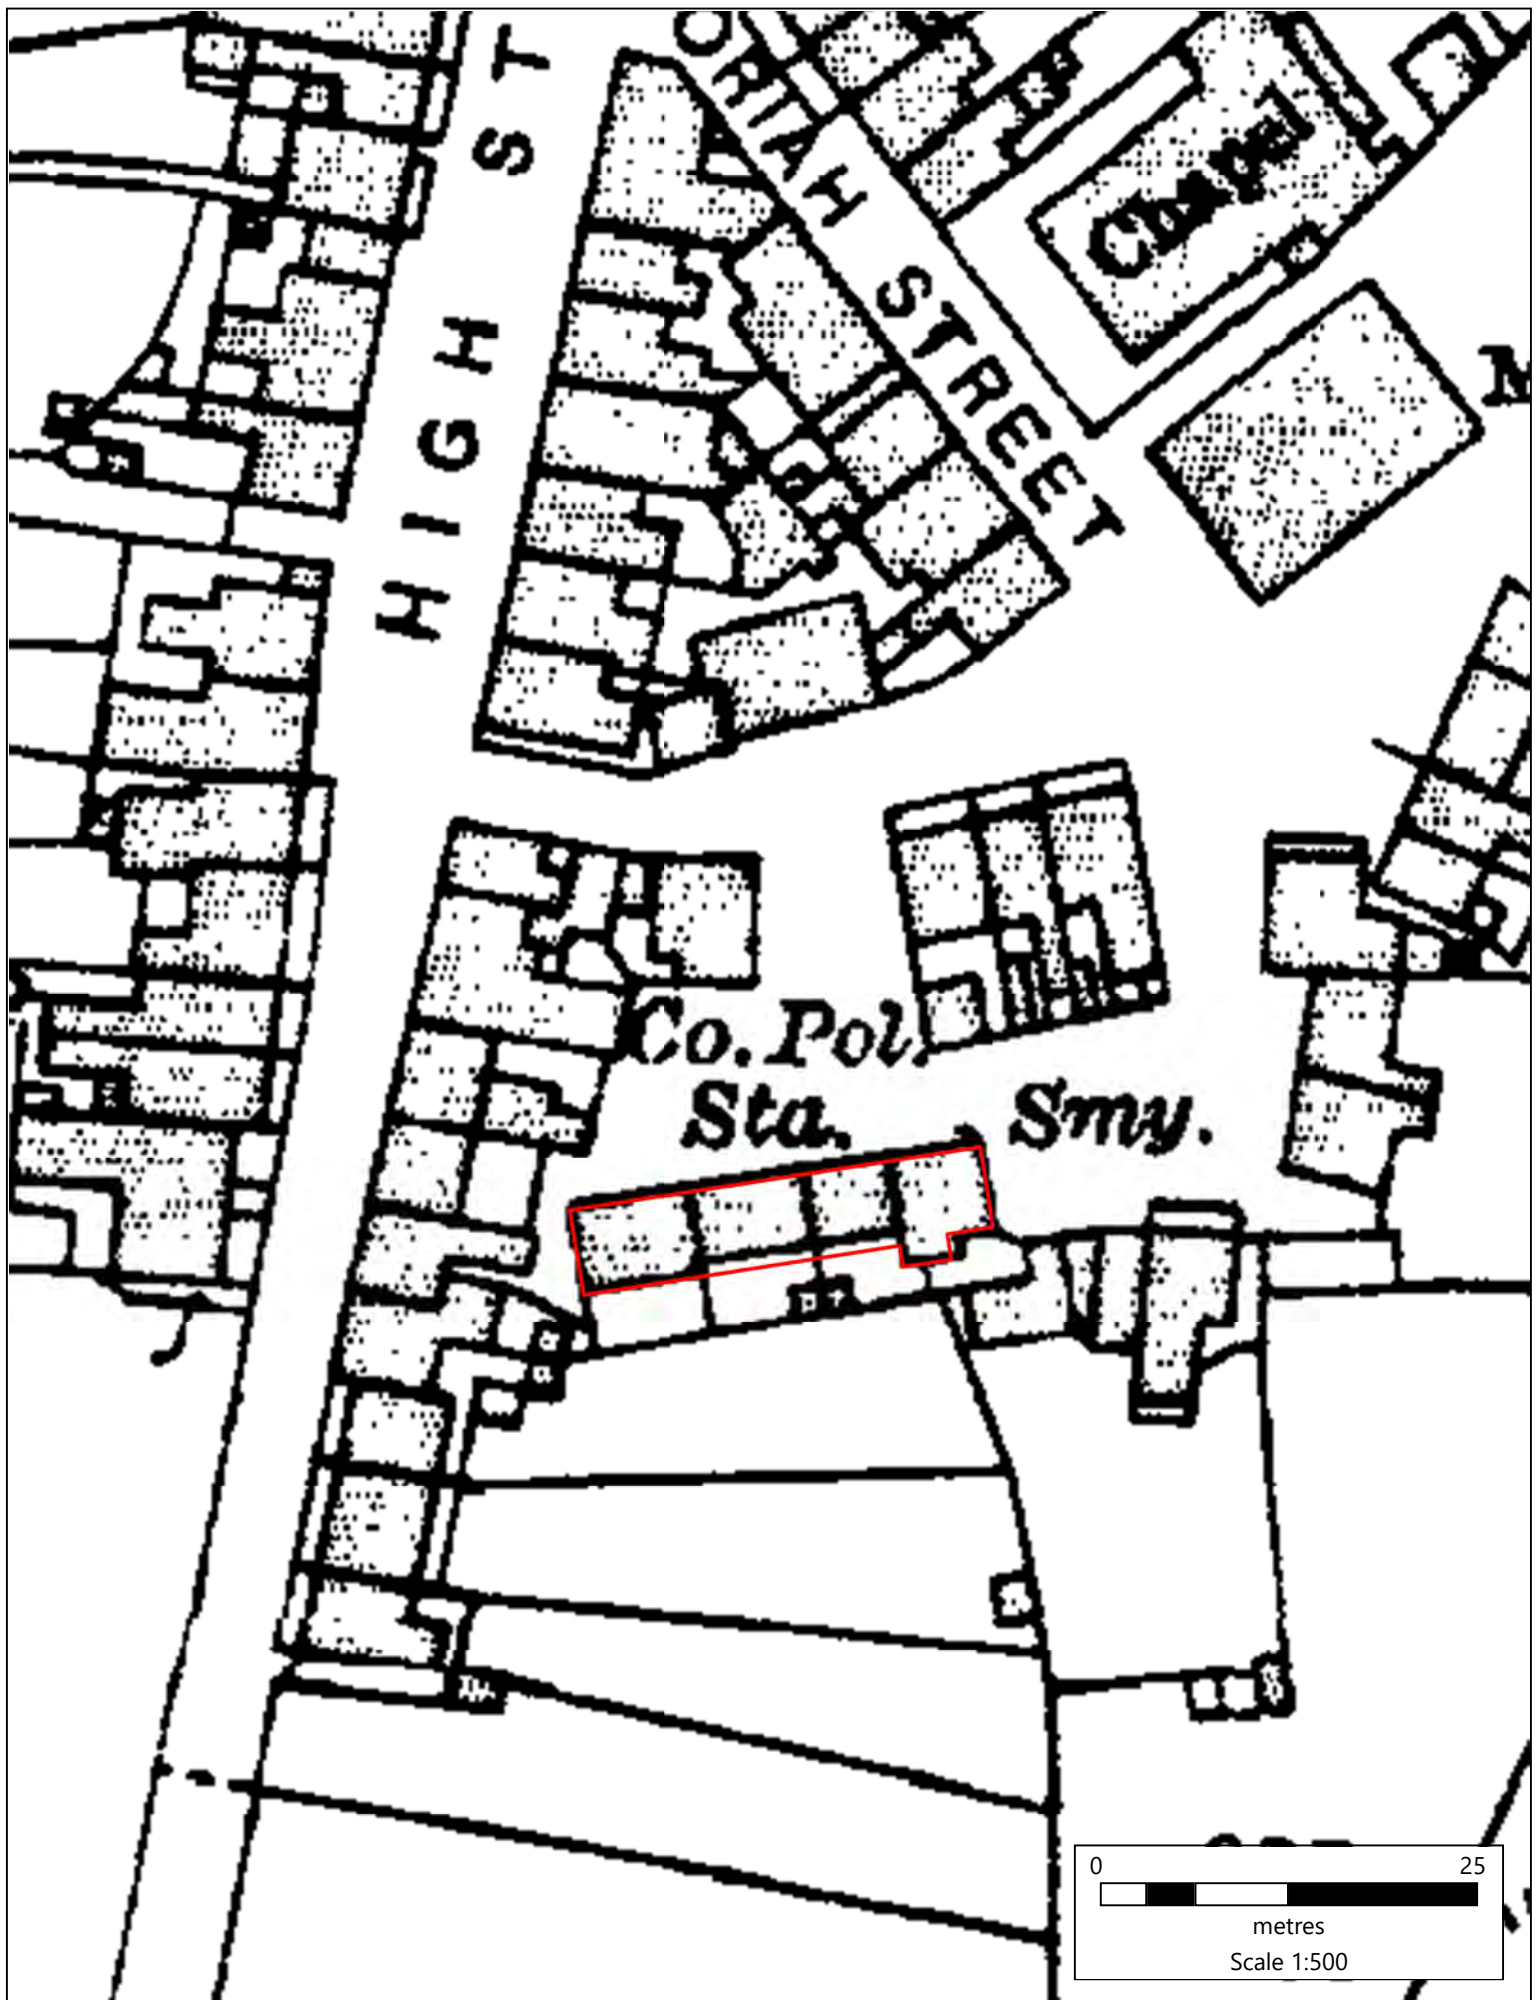 HIGH ST
ORIAH STREET
Chapel
M
Co. Pol.
Sta.
Smy.
0 25
metres
Scale 1:500